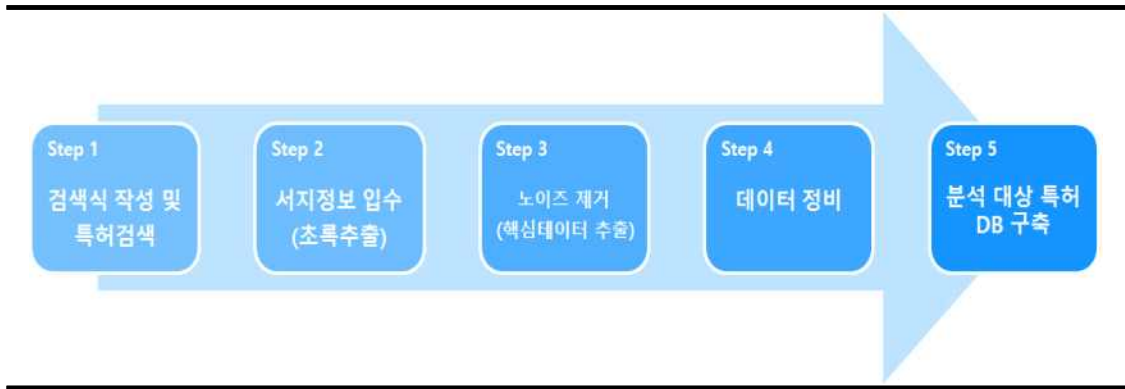 Step 1
검색식 작성 및
특허검색
Step 2
서지정보 입수
(초록추출)
Step 3
노이즈 제거
(핵심테이터 추출)
Step 4
데이터 정비
Step 5
분석 대상 특허
DB 구축